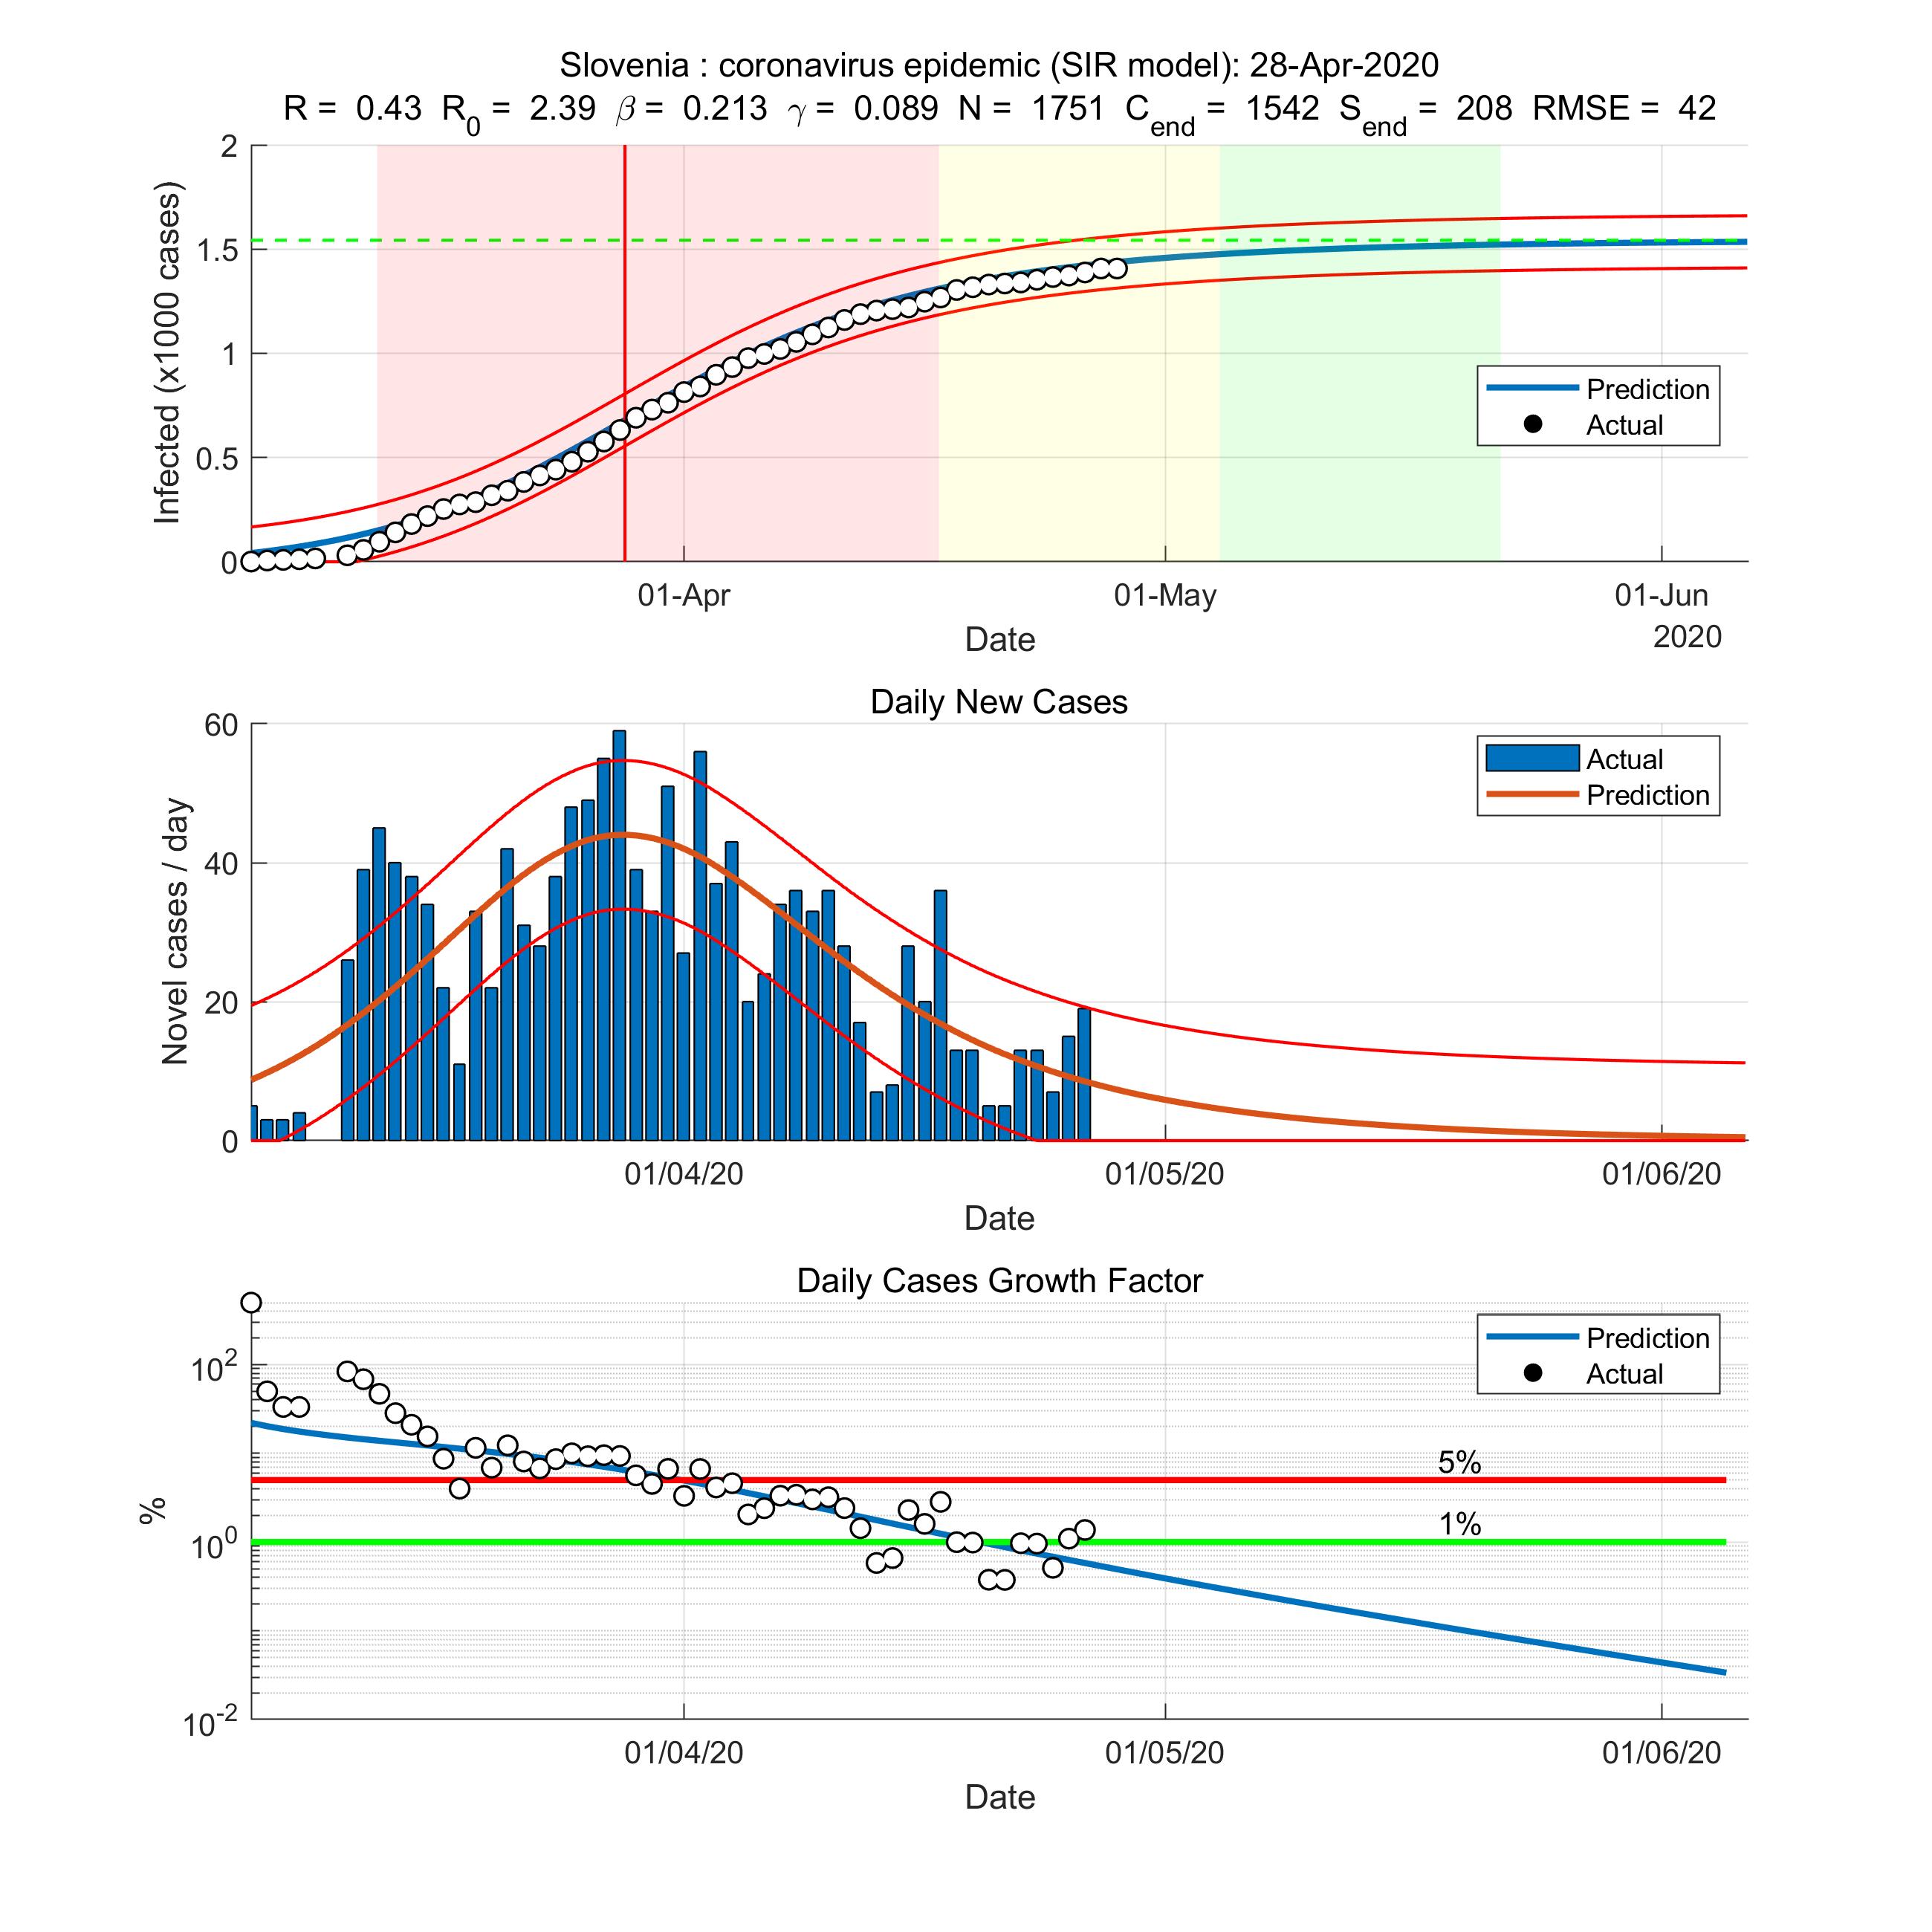 Slovenia : coronavirus epidemic (SIR model): 28-Apr-2020
R = 0.43 R0 = 2.39 β = 0.213 γ = 0.089 N = 1751 Cend = 1542 Send = 208 RMSE = 42
2
1.5
1
0.5
0
Infected (x1000 cases)
Prediction
Actual
01-Apr
01-May
01-Jun
Date
2020
Daily New Cases
60
40
20
0
Novel cases / day
Actual
Prediction
01/04/20
01/05/20
01/06/20
Date
Daily Cases Growth Factor
10^2
10^0
10^-2
%
Prediction
Actual
5%
1%
01/04/20
01/05/20
01/06/20
Date